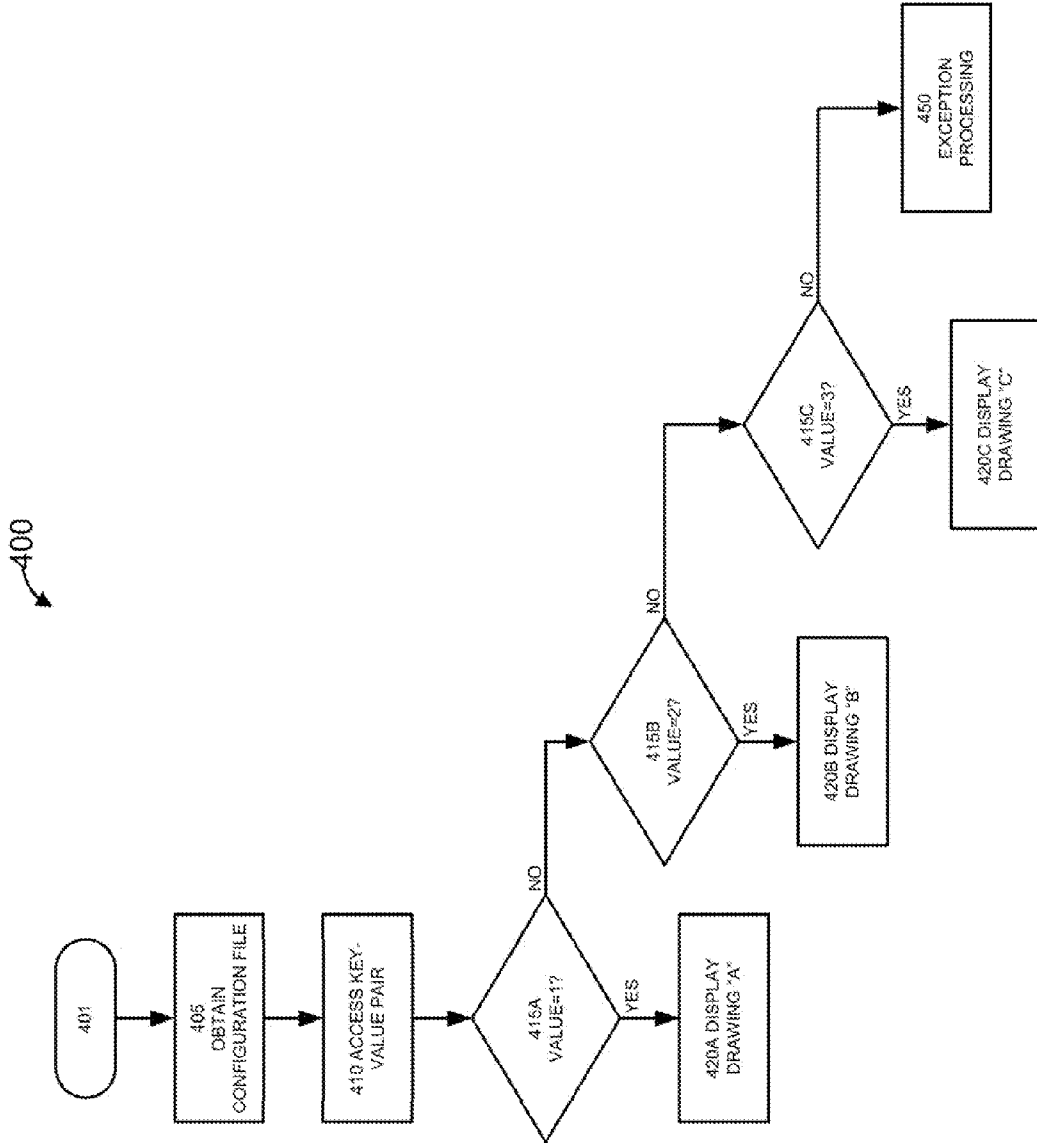 400
401
405
OBTAIN
CONFIGURATION FILE
410 ACCESS KEY-
VALUE PAIR
415A
VALUE=1?
NO
YES
420A DISPLAY
DRAWING "A"
415B
VALUE=2?
NO
YES
420B DISPLAY
DRAWING "B"
415C
VALUE=3?
NO
YES
420C DISPLAY
DRAWING "C"
450
EXCEPTION
PROCESSING